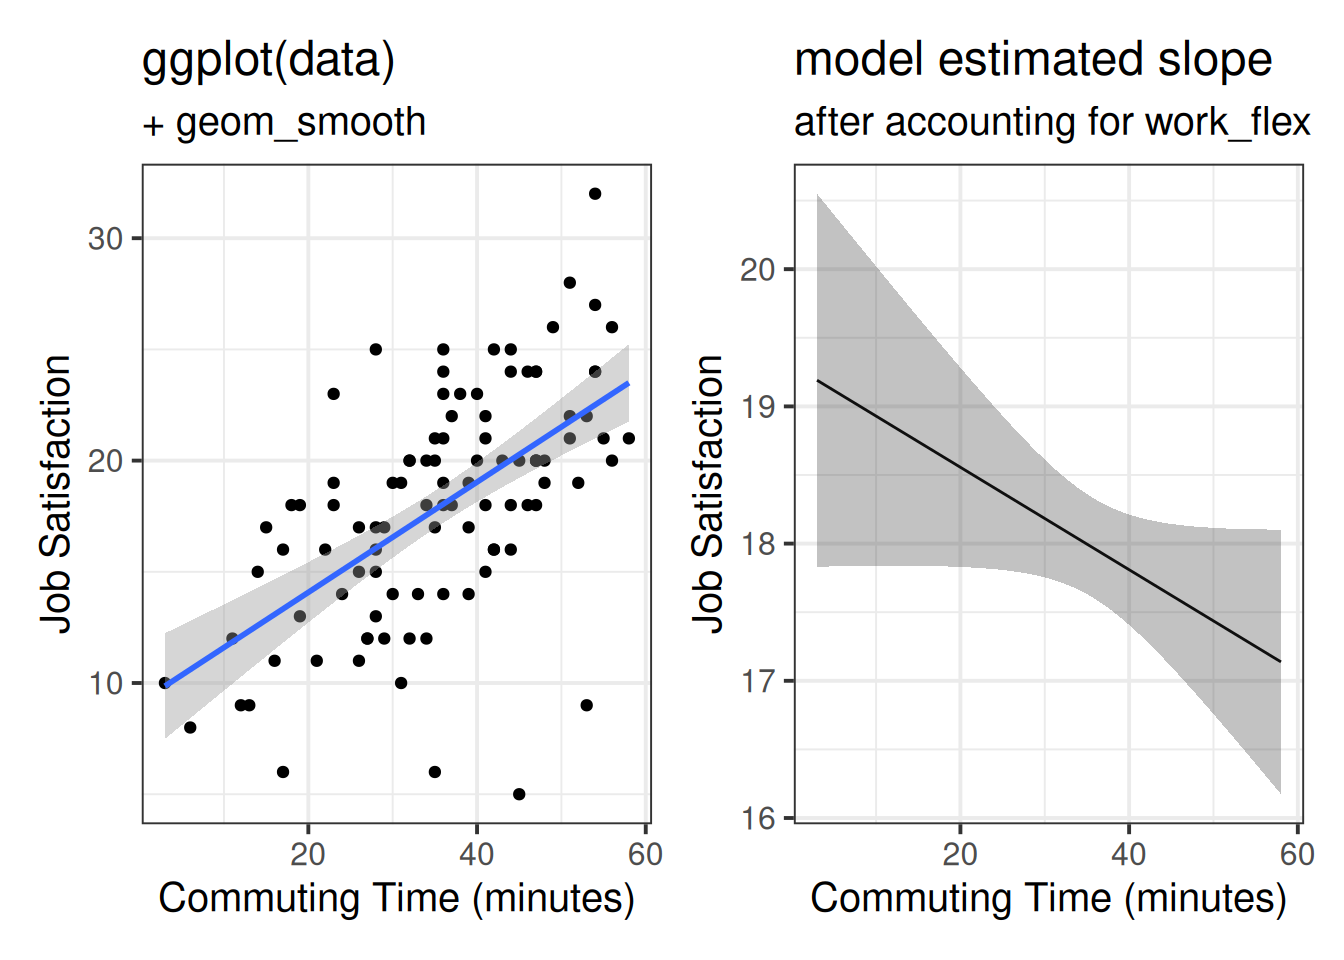 ggplot(data)
+ geom_smooth
30
20
10
Job Satisfaction
20
40
60
Commuting Time (minutes)
model estimated slope
after accounting for work_flex
20
19
18
17
16
Job Satisfaction
20
40
60
Commuting Time (minutes)